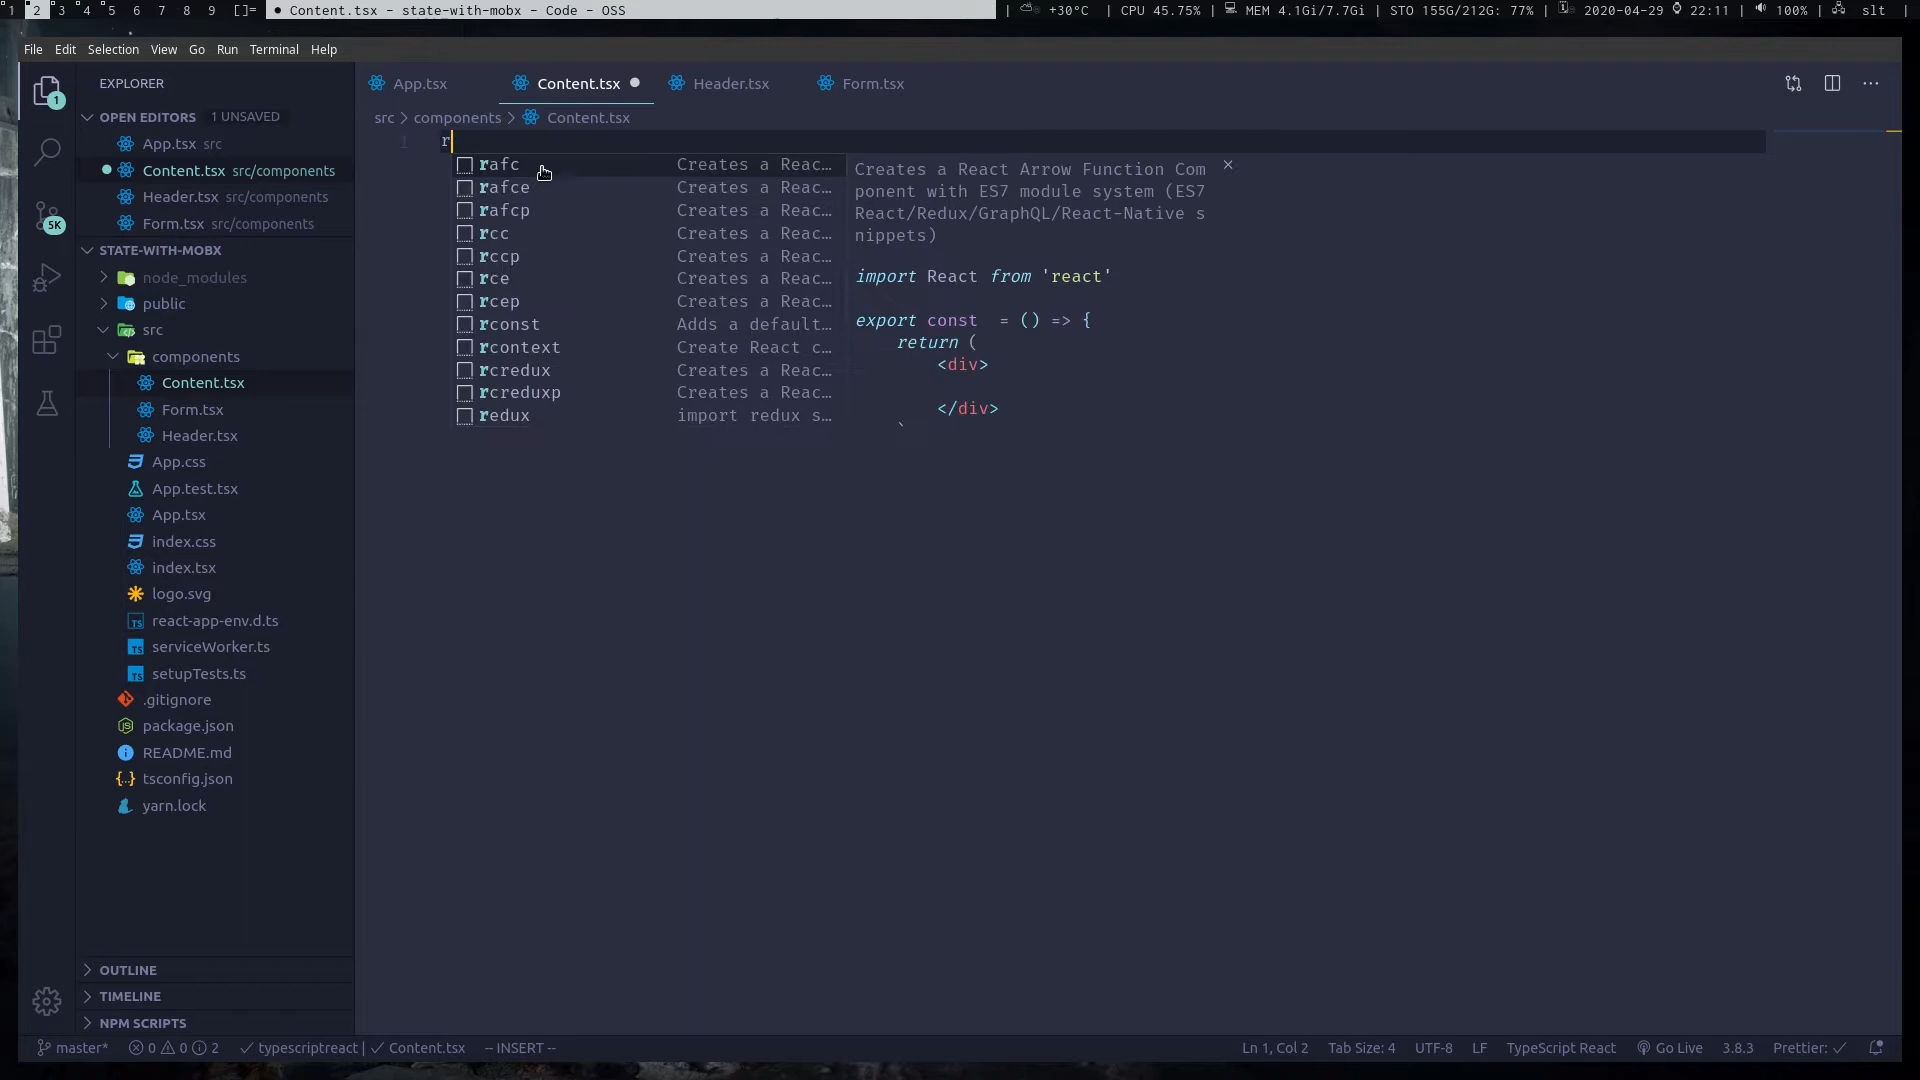 1 2 3 4 5 6 7 8 9 []= Content.tsx - state-with-mobx - Code - OSS | +30°C | CPU 45.75% | MEM 4.1Gi/7.7Gi | STO 155G/212G: 77% | 2020-04-29 22:11 | 100% | slt |
File Edit Selection View Go Run Terminal Help
EXPLORER
App.tsx Content.tsx Header.tsx Form.tsx
OPEN EDITORS 1 UNSAVED
src > components > Content.tsx
App.tsx src
Content.tsx src/components
Header.tsx src/components
Form.tsx src/components
1
5K
STATE-WITH-MOBX
node_modules
public
src
components
Content.tsx
Form.tsx
Header.tsx
App.css
App.test.tsx
App.tsx
index.css
index.tsx
logo.svg
react-app-env.d.ts
serviceWorker.ts
setupTests.ts
.gitignore
package.json
README.md
tsconfig.json
yarn.lock
OUTLINE
TIMELINE
NPM SCRIPTS
1 r
rafc Creates a Reac…
rafce Creates a Reac…
rafcp Creates a Reac…
rcc Creates a Reac…
rccp Creates a Reac…
rce Creates a Reac…
rcep Creates a Reac…
rconst Adds a default…
rcontext Create React c…
rcredux Creates a Reac…
rcreduxp Creates a Reac…
redux import redux s…
Creates a React Arrow Function Com
ponent with ES7 module system (ES7
React/Redux/GraphQL/React-Native s
nippets)
import React from 'react'
export const  = () => {
return (
<div>
</div>
master* 0 0 2 typescriptreact | Content.tsx -- INSERT -- Ln 1, Col 2 Tab Size: 4 UTF-8 LF TypeScript React Go Live 3.8.3 Prettier: ✓